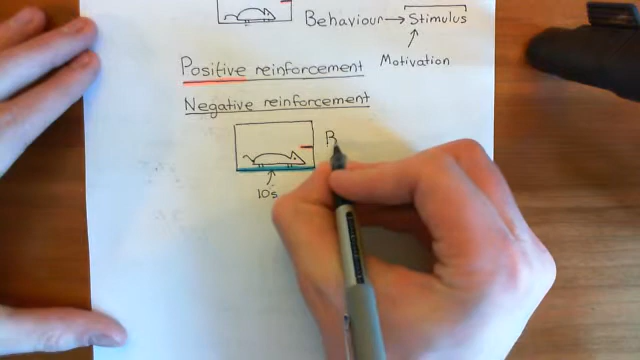 Behaviour → Stimulus
Motivation
Positive reinforcement
Negative reinforcement
B
10s